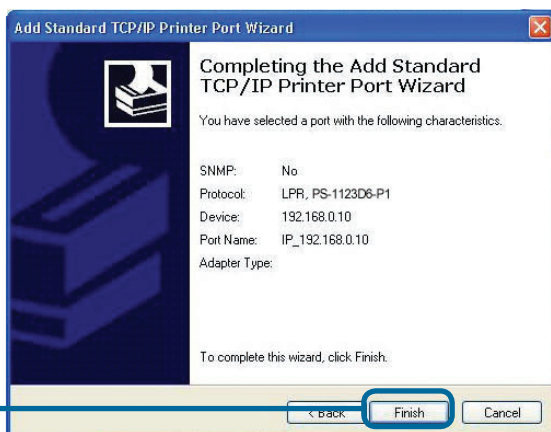 Add Standard TCP/IP Printer Port Wizard
Completing the Add Standard
TCP/IP Printer Port Wizard
You have selected a port with the following characteristics.
SNMP: No
Protocol: LPR, PS-1123D6-P1
Device: 192.168.0.10
Port Name: IP_192.168.0.10
Adapter Type:
To complete this wizard, click Finish.
< Back Finish Cancel